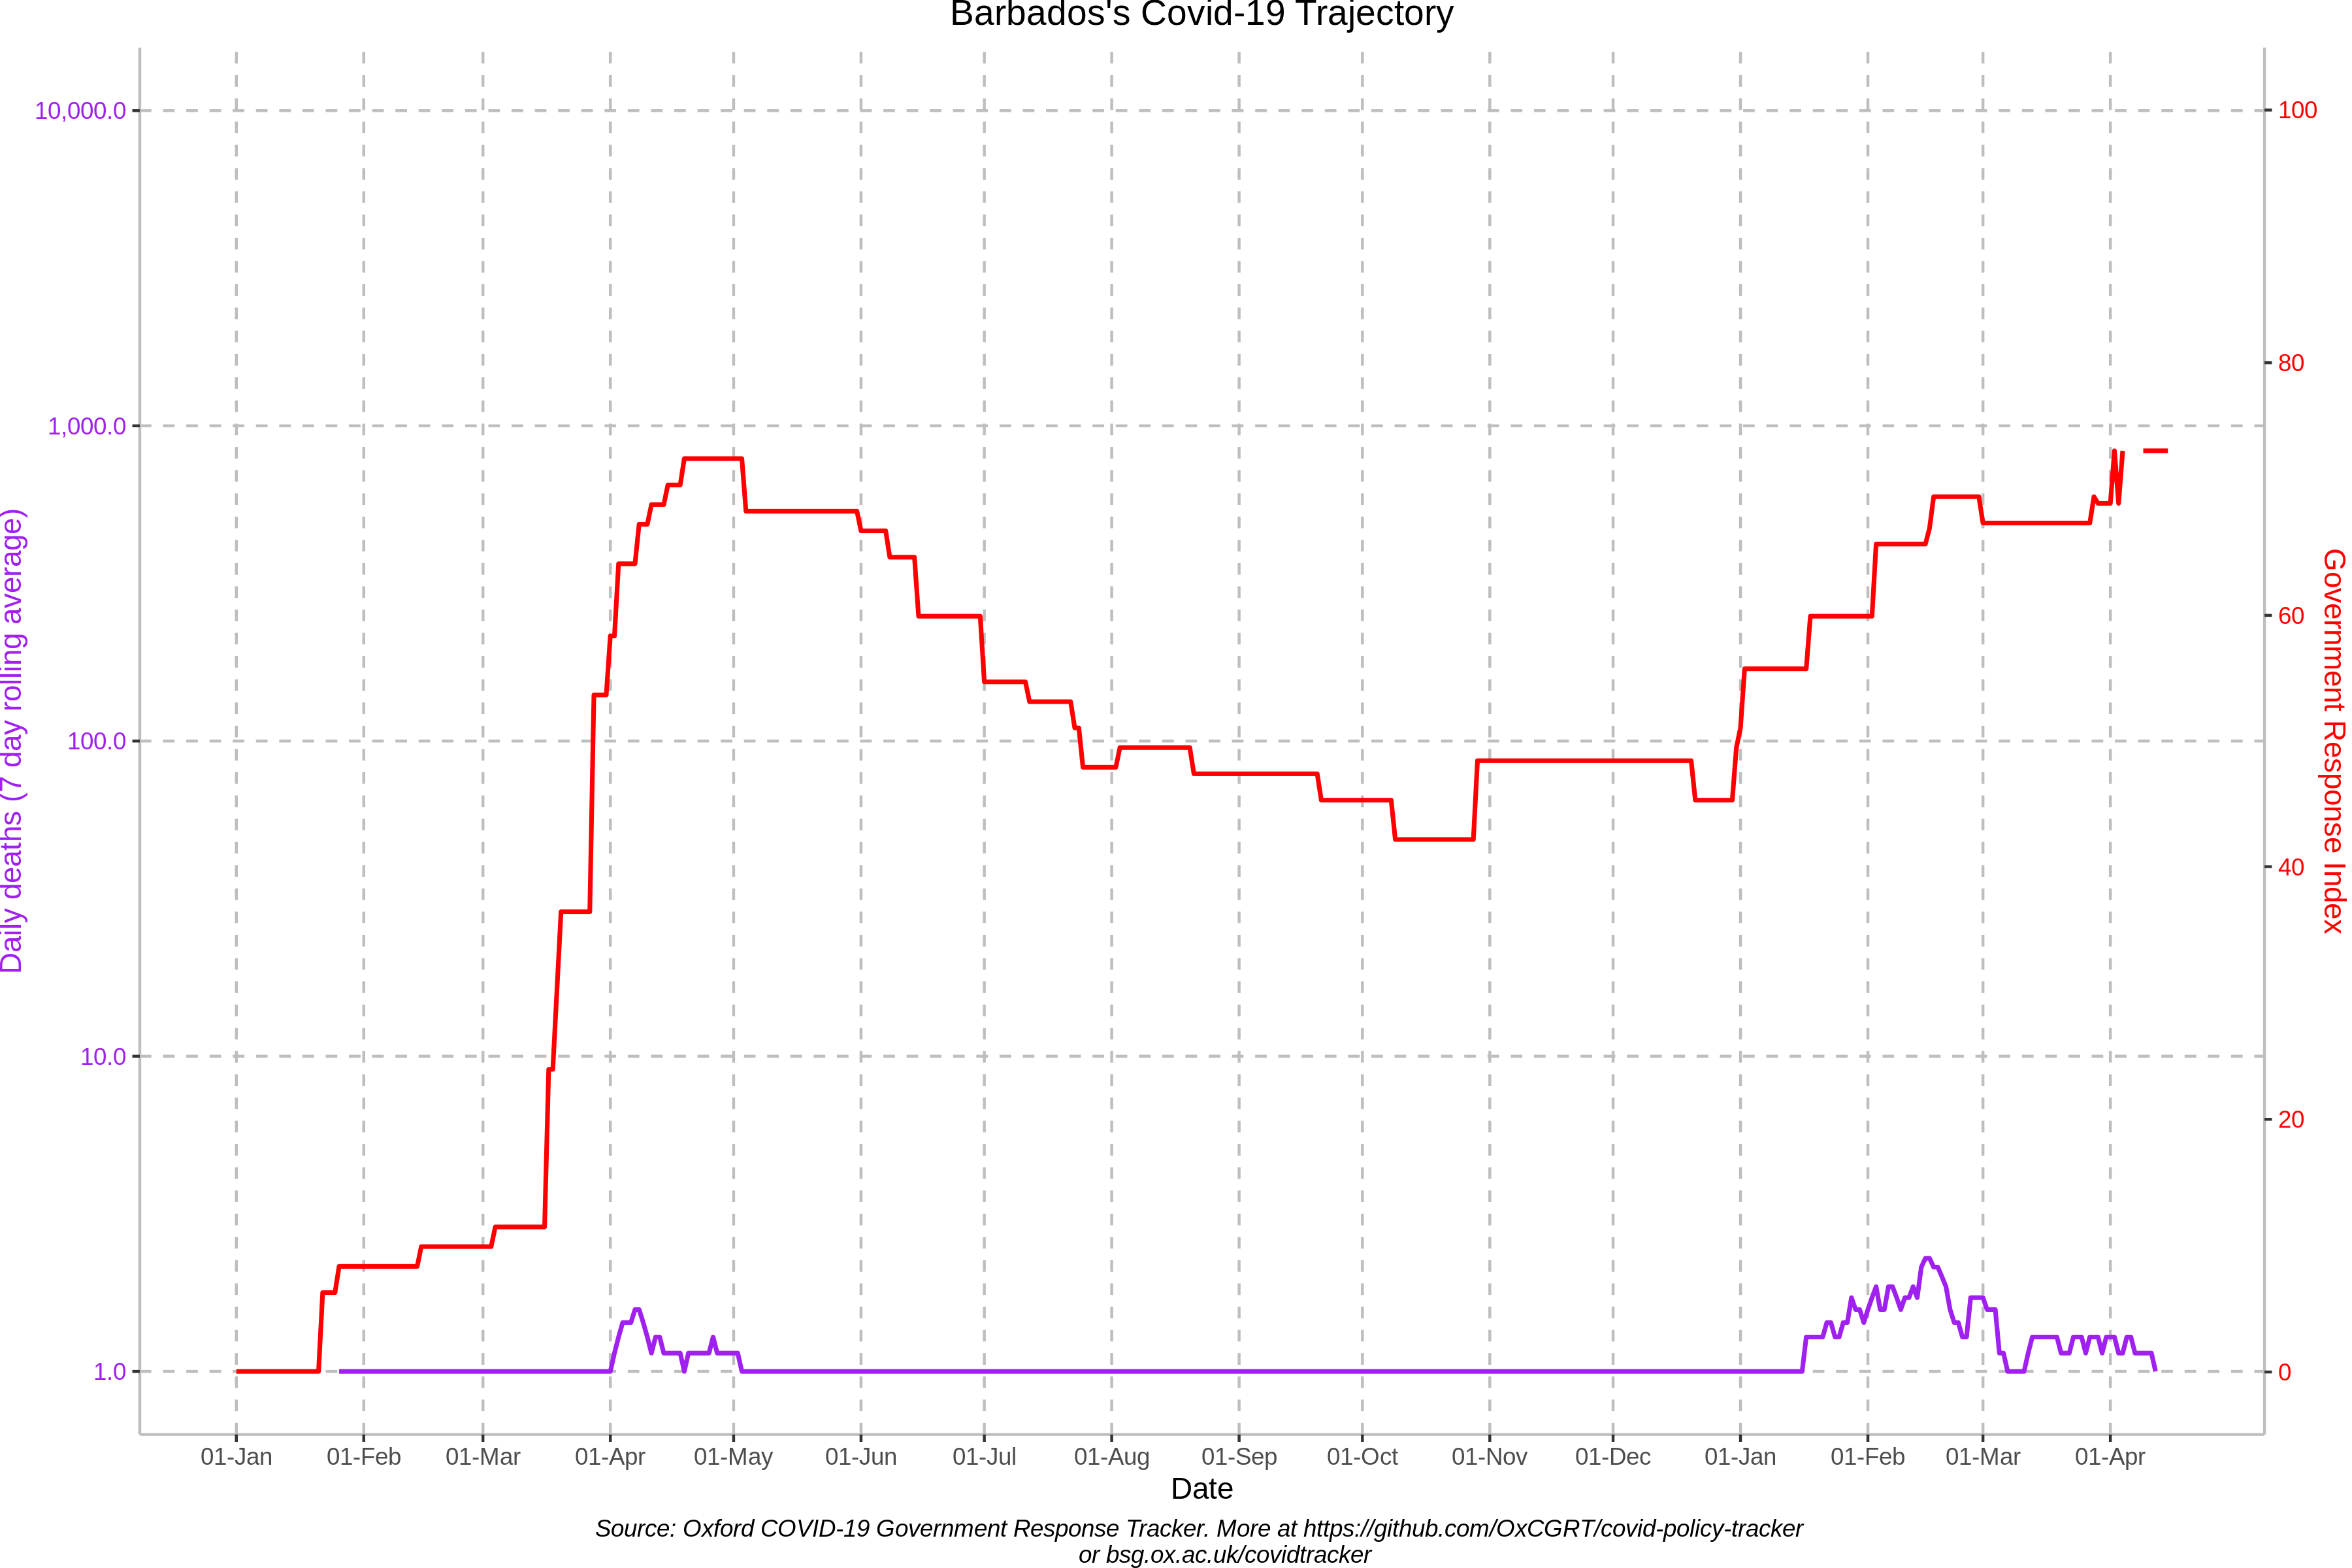 Barbados's Covid-19 Trajectory
10,000.0
1,000.0
100.0
10.0
1.0
Daily deaths (7 day rolling average)
100
80
60
40
20
0
Government Response Index
01-Jan 01-Feb 01-Mar 01-Apr 01-May 01-Jun 01-Jul 01-Aug 01-Sep 01-Oct 01-Nov 01-Dec 01-Jan 01-Feb 01-Mar 01-Apr
Date
Source: Oxford COVID-19 Government Response Tracker. More at https://github.com/OxCGRT/covid-policy-tracker
or bsg.ox.ac.uk/covidtracker